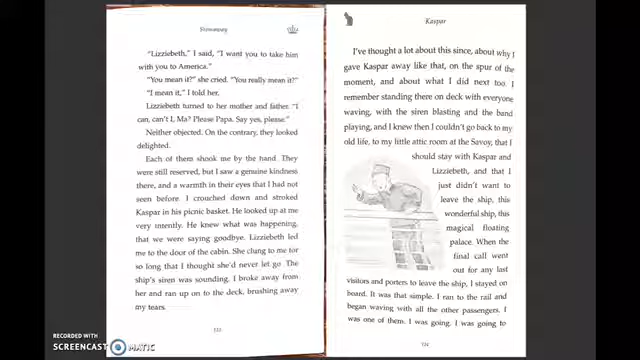 Stowaway
“Lizziebeth,” I said, “I want you to take him
with you to America.”
“You mean it?” she cried. “You really mean it?”
“I mean it,” I told her.
Lizziebeth turned to her mother and father. “I
can, can’t I, Ma? Please Papa. Say yes, please.”
Neither objected. On the contrary, they looked
delighted.
Each of them shook me by the hand. They
were still reserved, but I saw a genuine kindness
there, and a warmth in their eyes that I had not
seen before. I crouched down and stroked
Kaspar in his picnic basket. He looked up at me
very intently. He knew what was happening,
that we were saying goodbye. Lizziebeth led
me to the door of the cabin. She clung to me for
so long that I thought she’d never let go. The
ship’s siren was sounding. I broke away from
her and ran up on to the deck, brushing away
my tears.
Kaspar
I’ve thought a lot about this since, about why I
gave Kaspar away like that, on the spur of the
moment, and about what I did next too. I
remember standing there on deck with everyone
waving, with the siren blasting and the band
playing, and I knew then I couldn’t go back to my
old life, to my little attic room at the Savoy, that I
should stay with Kaspar and
Lizziebeth, and that I
just didn’t want to
leave the ship, this
wonderful ship, this
magical floating
palace. When the
final call went
out for any last
visitors and porters to leave the ship, I stayed on
board. It was that simple. I ran to the rail and
began waving with all the other passengers. I
was one of them. I was going. I was going to
124
RECORDED WITH
SCREENCAST MATIC